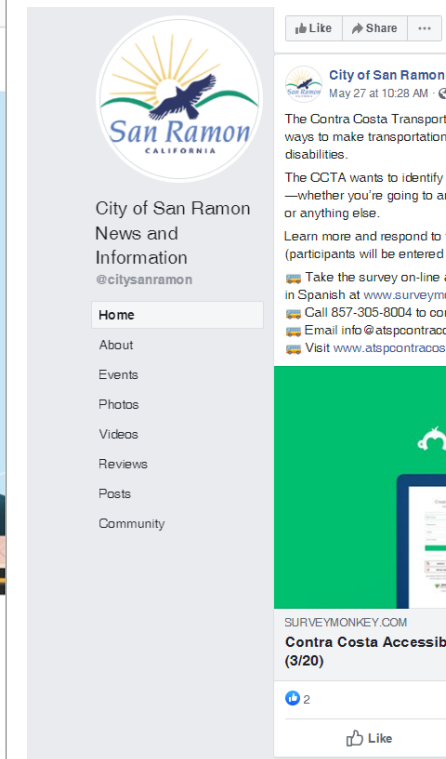 San Ramon
CALIFORNIA
City of San Ramon
News and
Information
@citysanramon
Home
About
Events
Photos
Videos
Reviews
Posts
Community
Like
Share
...
City of San Ramon
San Ramon
May 27 at 10:28 AM ·
The Contra Costa Transport
ways to make transportation
disabilities.
The CCTA wants to identify
—whether you're going to a
or anything else.
Learn more and respond to
(participants will be entered
Take the survey on-line
in Spanish at www.surveym
Call 857-305-8004 to co
Email info@atspcontrac
Visit www.atspcontracos
SURVEYMONKEY.COM
Contra Costa Accessib
(3/20)
2
Like